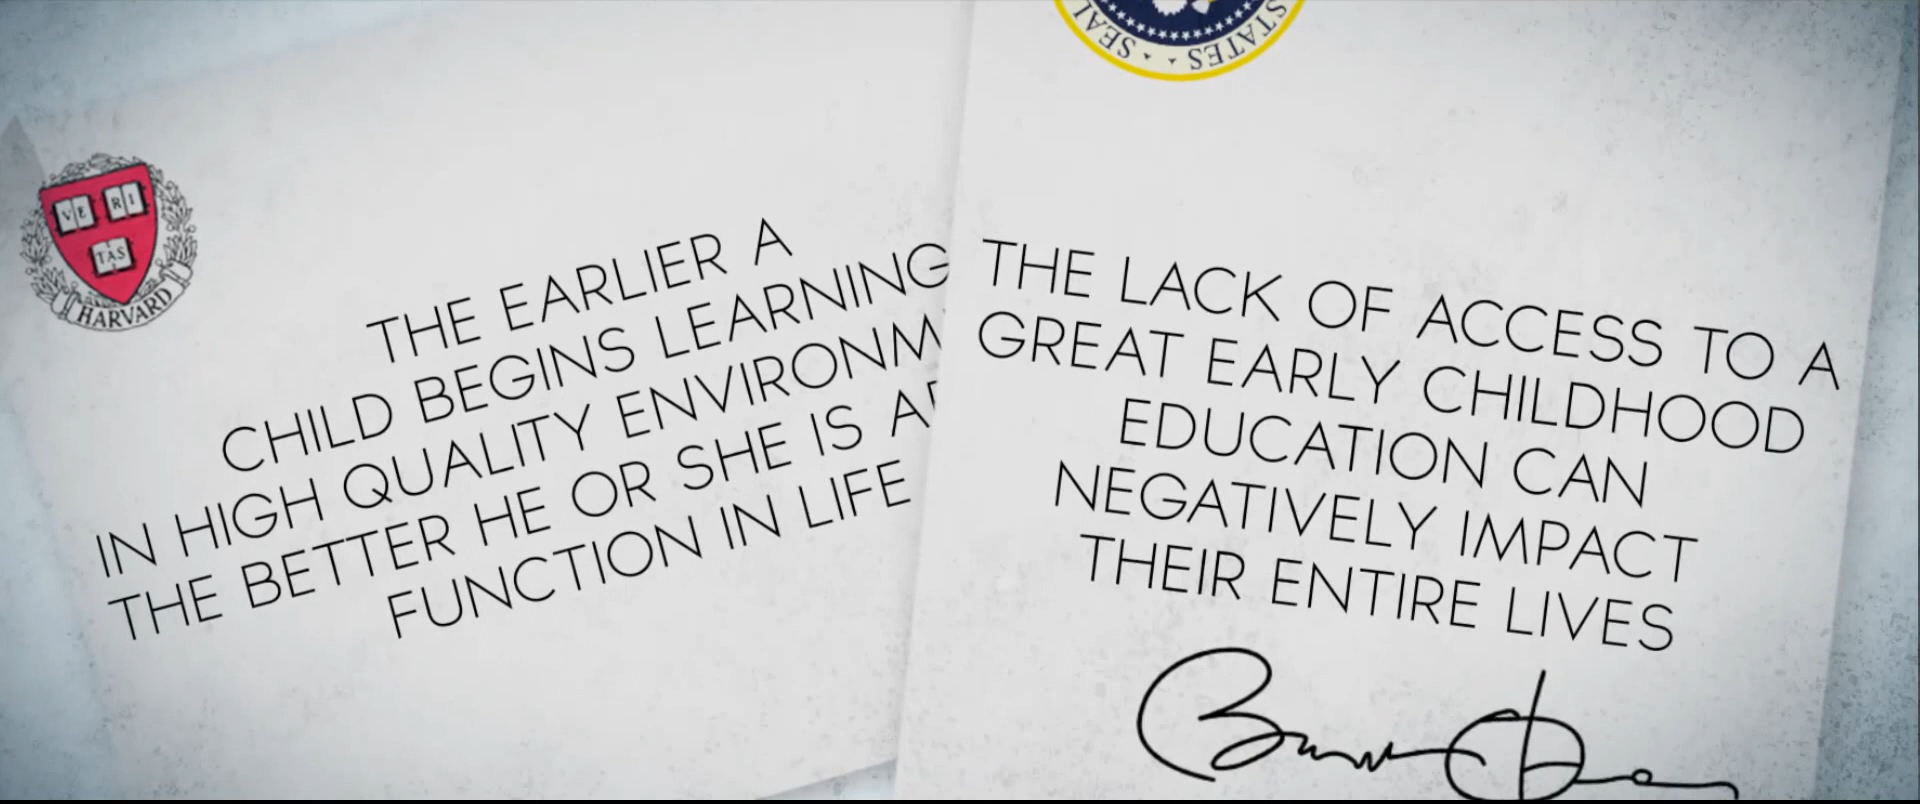 SEAL
STATES
VE RI
TAS
HARVARD
THE EARLIER A
CHILD BEGINS LEARNING
IN HIGH QUALITY
THE BETTER HE OR SHE IS
FUNCTION IN LIFE
THE LACK OF ACCESS TO A
GREAT EARLY CHILDHOOD
EDUCATION CAN
NEGATIVELY IMPACT
THEIR ENTIRE LIVES